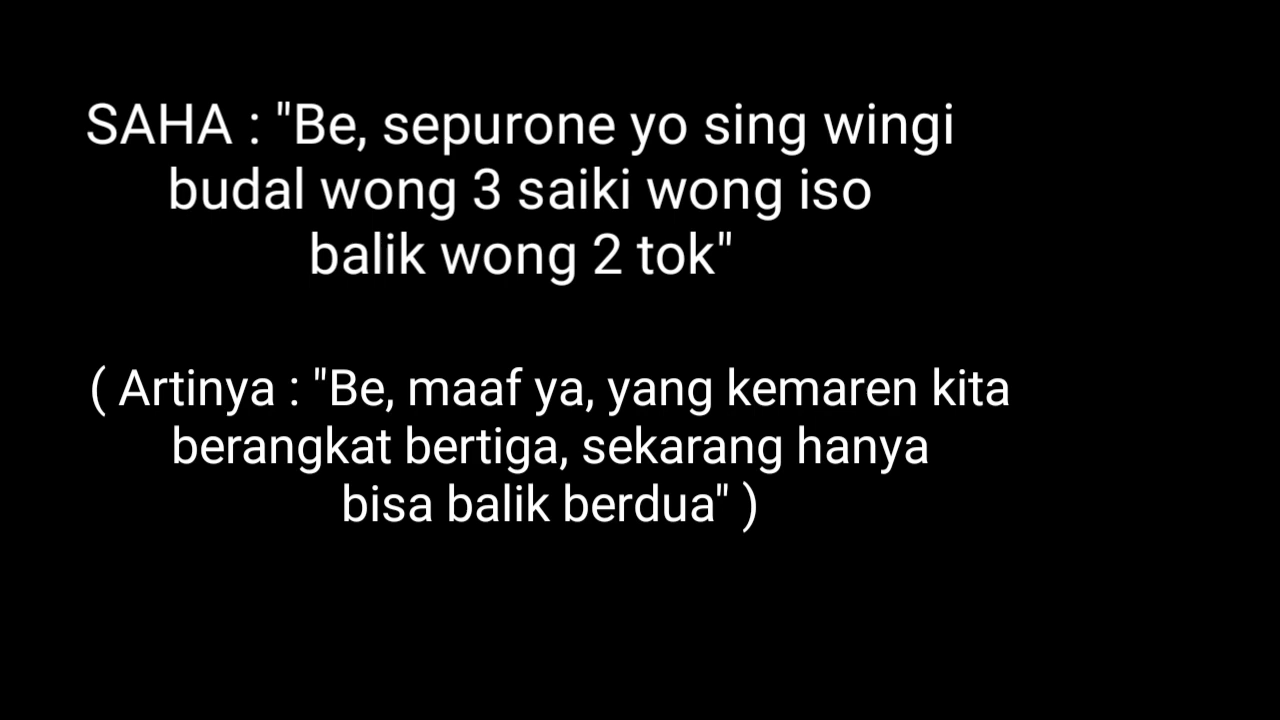 SAHA : "Be, sepurone yo sing wingi
budal wong 3 saiki wong iso
balik wong 2 tok"
( Artinya : "Be, maaf ya, yang kemaren kita
berangkat bertiga, sekarang hanya
bisa balik berdua" )